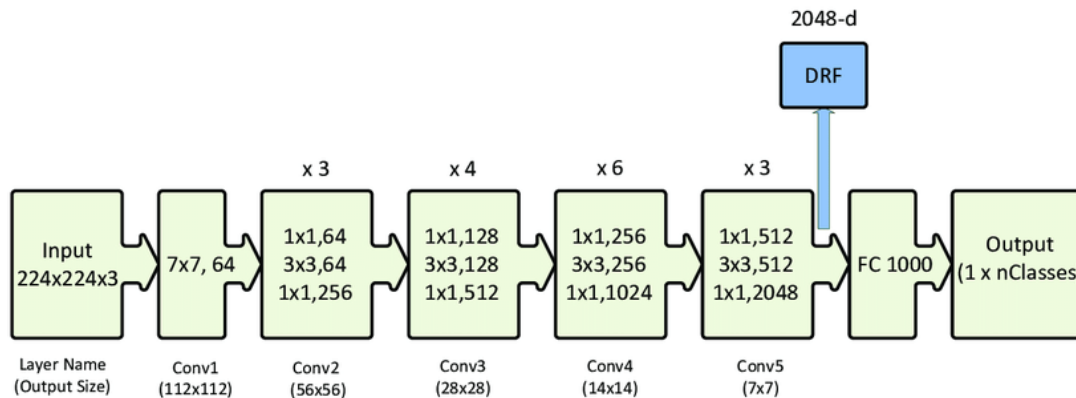 2048-d
DRF
x 3
x 4
x 6
x 3
Input
224x224x3
7x7, 64
1x1,64
3x3,64
1x1,256
1x1,128
3x3,128
1x1,512
1x1,256
3x3,256
1x1,1024
1x1,512
3x3,512
1x1,2048
FC 1000
Output
(1 x nClasses
Layer Name
(Output Size)
Conv1
(112x112)
Conv2
(56x56)
Conv3
(28x28)
Conv4
(14x14)
Conv5
(7x7)